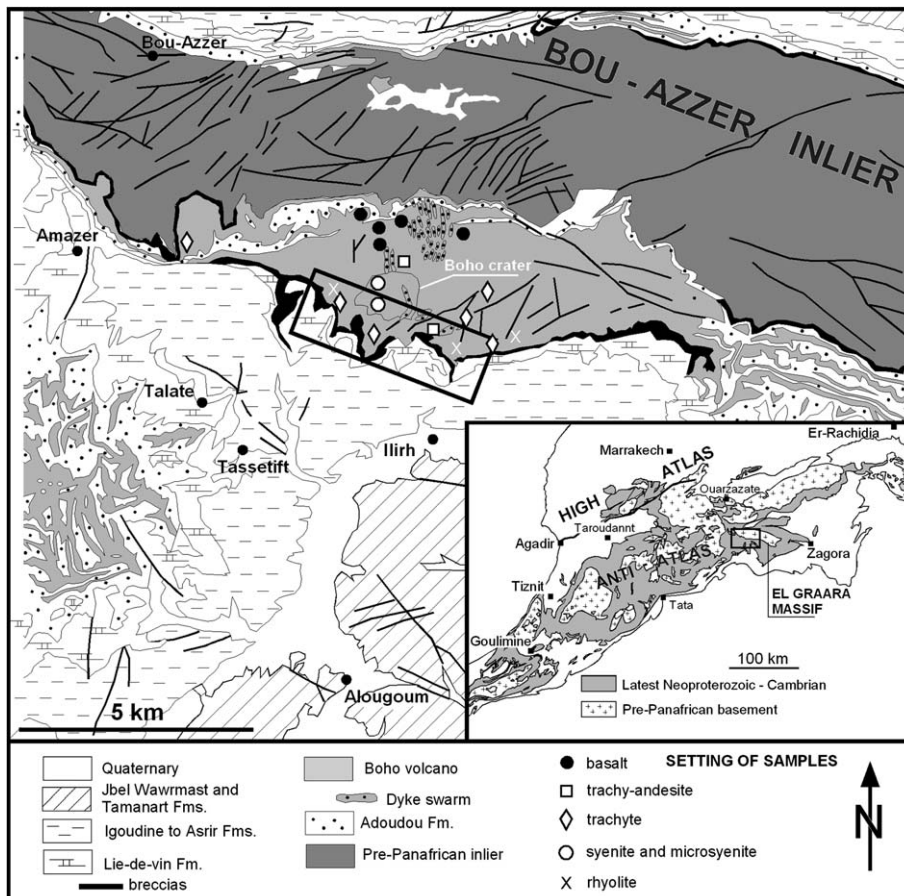 Bou-Azzer
BOU - AZZER INLIER
Amazer
Boho crater
Talate
Tassetift
Ilirh
Alougoum
5 km
Er-Rachidia
Marrakech
HIGH ATLAS
Ouarzazate
Taroudannt
Agadir
ANTI - ATLAS
Zagora
Tiznit
Tata
EL GRAARA
MASSIF
Goulimine
100 km
Latest Neoproterozoic - Cambrian
Pre-Panafrican basement
Quaternary
Jbel Wawrmast and
Tamanart Fms.
Igoudine to Asrir Fms.
Lie-de-vin Fm.
breccias
Boho volcano
Dyke swarm
Adoudou Fm.
Pre-Panafrican inlier
SETTING OF SAMPLES
basalt
trachy-andesite
trachyte
syenite and microsyenite
X rhyolite
N